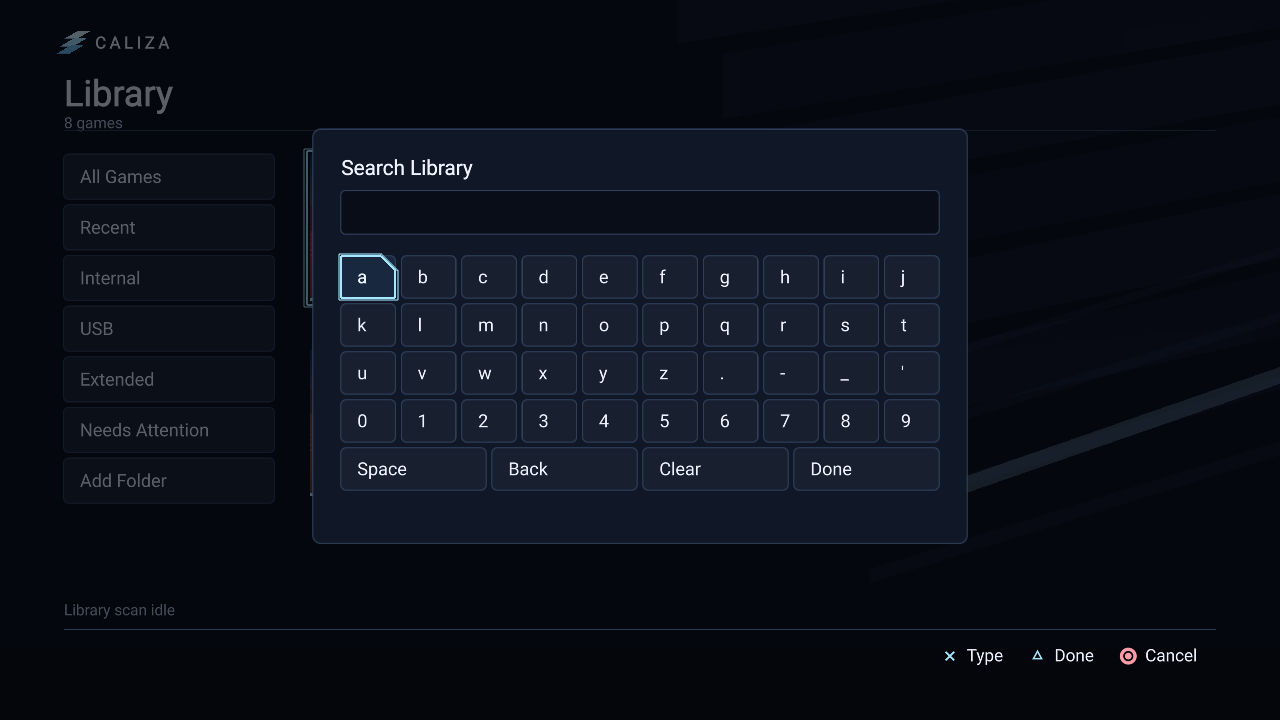 CALIZA
Library
8 games
All Games
Recent
Internal
USB
Extended
Needs Attention
Add Folder
Search Library
a b c d e f g h i j
k l m n o p q r s t
u v w x y z . - _ '
0 1 2 3 4 5 6 7 8 9
Space Back Clear Done
Library scan idle
Type Done Cancel